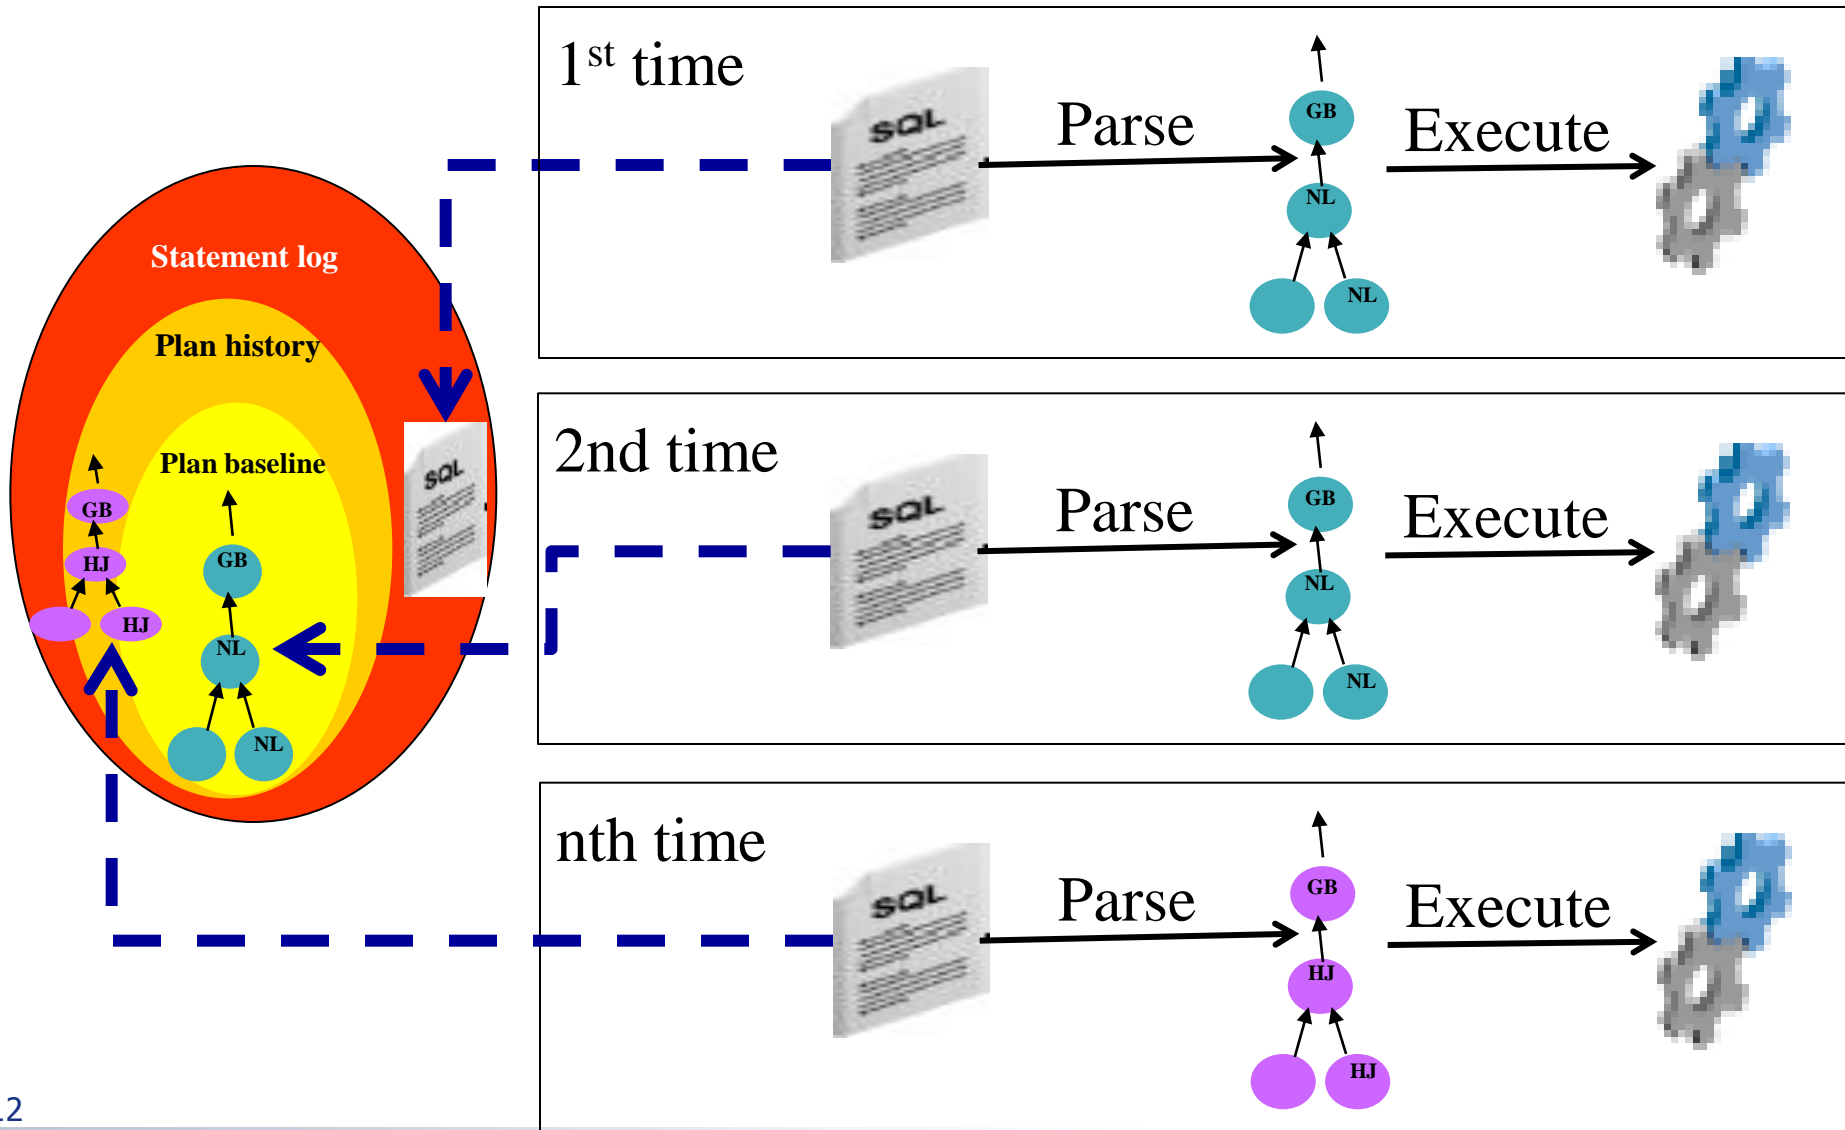 1st time
SQL
Parse
GB
NL
NL
Execute
Statement log
Plan history
Plan baseline
SQL
GB
HJ
HJ
GB
NL
NL
2nd time
SQL
Parse
GB
NL
NL
Execute
nth time
SQL
Parse
GB
HJ
HJ
Execute
12